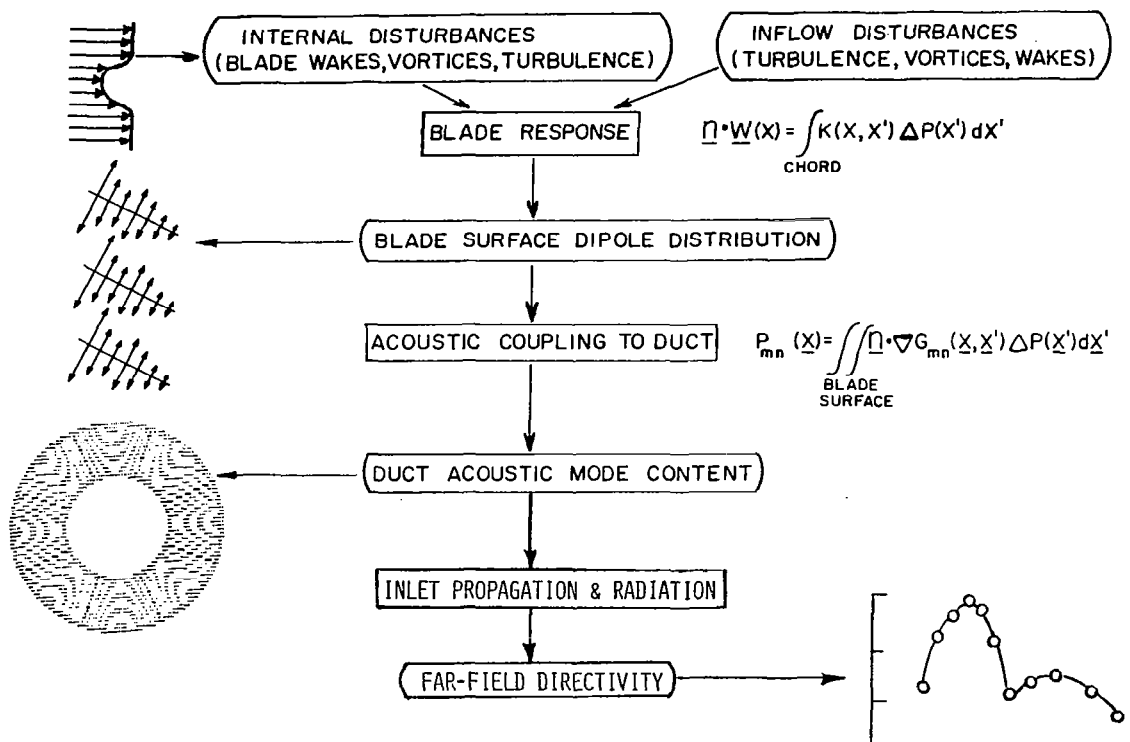 INTERNAL DISTURBANCES
(BLADE WAKES, VORTICES, TURBULENCE)
INFLOW DISTURBANCES
(TURBULENCE, VORTICES, WAKES)
BLADE RESPONSE
n·W(X) = ∫ K(X, X') ΔP(X') dX'
CHORD
BLADE SURFACE DIPOLE DISTRIBUTION
ACOUSTIC COUPLING TO DUCT
P_mn (X) = ∫∫ n·∇G_mn(X, X') ΔP(X') dX'
BLADE
SURFACE
DUCT ACOUSTIC MODE CONTENT
INLET PROPAGATION & RADIATION
FAR-FIELD DIRECTIVITY